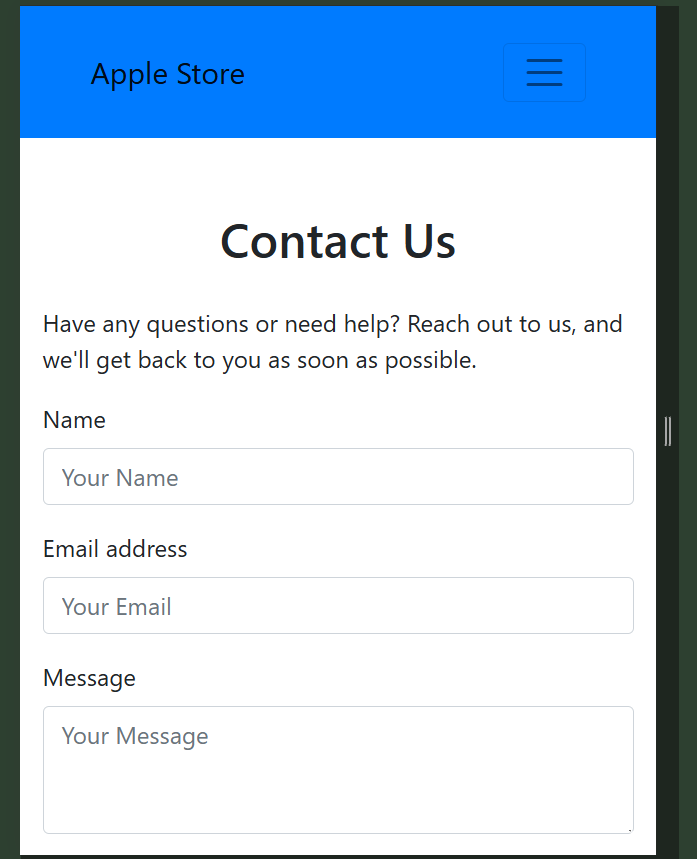 Apple Store
Contact Us
Have any questions or need help? Reach out to us, and
we'll get back to you as soon as possible.
Name
Your Name
Email address
Your Email
Message
Your Message